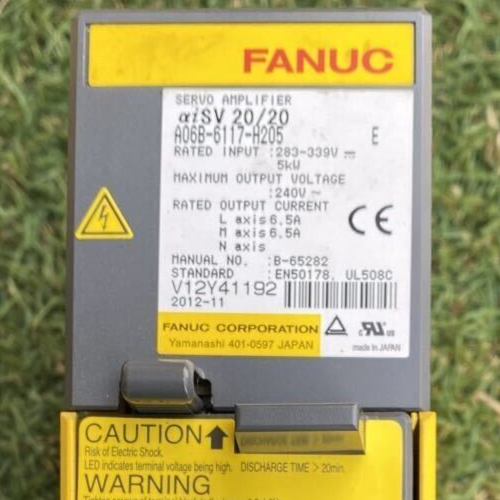 FANUC
SERVO AMPLIFIER
αiSV 20/20
A06B-6117-H205 E
RATED INPUT :283-339V ⎓
5kW
MAXIMUM OUTPUT VOLTAGE
:240V ~
RATED OUTPUT CURRENT
L axis 6.5A
M axis 6.5A
N axis
CE
MANUAL NO. :B-65282
STANDARD :EN50178, UL508C
V12Y41192
2012-11
FANUC CORPORATION
Yamanashi 401-0597 JAPAN
c RU us
made in JAPAN
CAUTION
Risk of Electric Shock.
LED indicates terminal voltage being high. DISCHARGE TIME > 20min.
WARNING